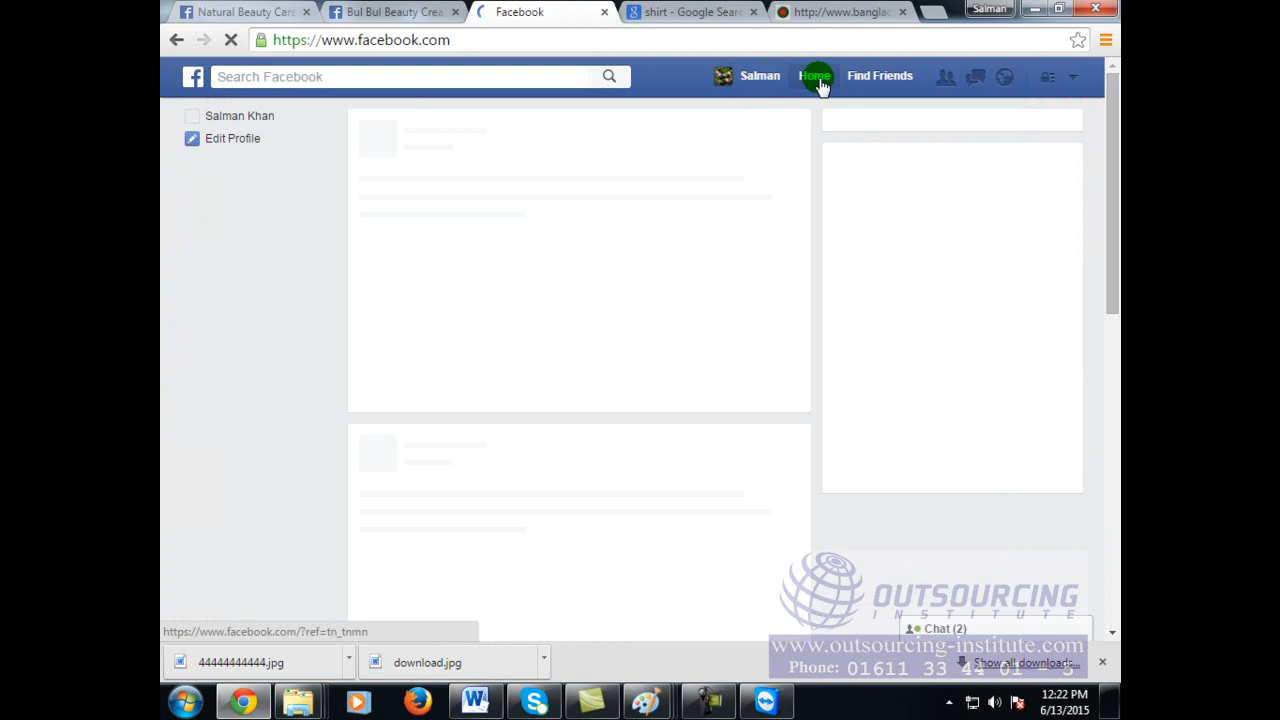 Natural Beauty Care
Bul Bul Beauty Crea
Facebook
shirt - Google Searc
http://www.banglac
Salman
https://www.facebook.com
Search Facebook
Salman
Home
Find Friends
Salman Khan
Edit Profile
OUTSOURCING
INSTITUTE
Chat (2)
https://www.facebook.com/?ref=tn_tnmn
www.outsourcing-institute.com
44444444444.jpg
download.jpg
Show all downloads...
Phone: 01611 33 44 01 - 3
12:22 PM
6/13/2015